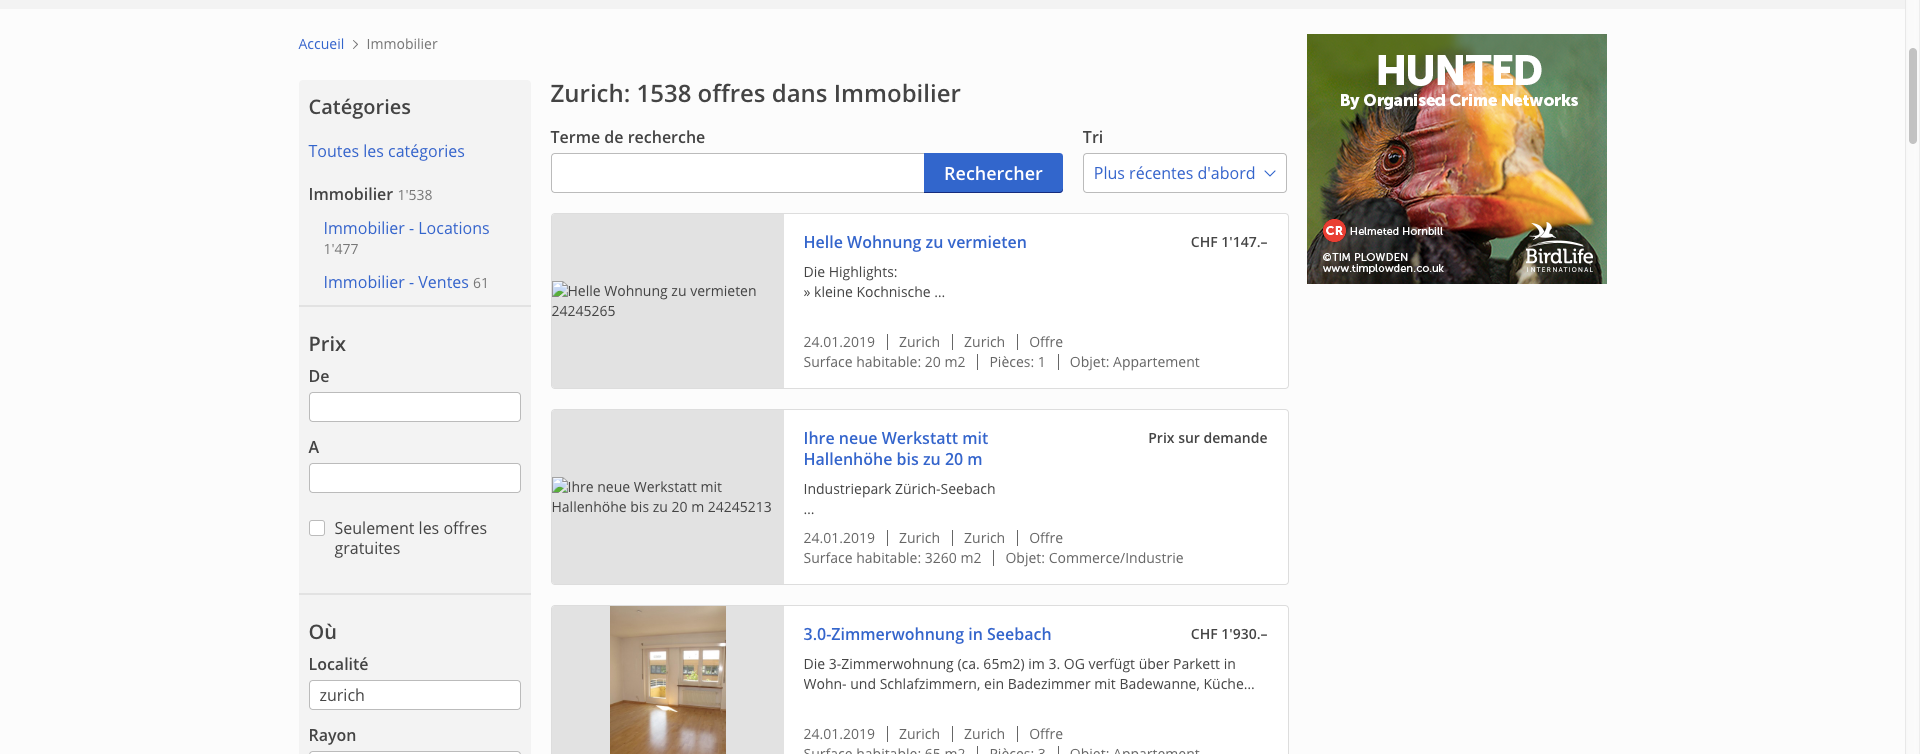 Accueil > Immobilier
Catégories
Toutes les catégories
Immobilier 1'538
Immobilier - Locations
1'477
Immobilier - Ventes 61
Prix
De
A
Seulement les offres
gratuites
Où
Localité
zurich
Rayon
Zurich: 1538 offres dans Immobilier
Terme de recherche
Rechercher
Tri
Plus récentes d'abord
Helle Wohnung zu vermieten
24245265
Helle Wohnung zu vermieten
CHF 1'147.–
Die Highlights:
» kleine Kochnische ...
24.01.2019 | Zurich | Zurich | Offre
Surface habitable: 20 m2 | Pièces: 1 | Objet: Appartement
Ihre neue Werkstatt mit
Hallenhöhe bis zu 20 m 24245213
Ihre neue Werkstatt mit
Hallenhöhe bis zu 20 m
Prix sur demande
Industriepark Zürich-Seebach
...
24.01.2019 | Zurich | Zurich | Offre
Surface habitable: 3260 m2 | Objet: Commerce/Industrie
3.0-Zimmerwohnung in Seebach
CHF 1'930.–
Die 3-Zimmerwohnung (ca. 65m2) im 3. OG verfügt über Parkett in
Wohn- und Schlafzimmern, ein Badezimmer mit Badewanne, Küche...
24.01.2019 | Zurich | Zurich | Offre
Surface habitable: 65 m2 | Pièces: 3 | Objet: Appartement
HUNTED
By Organised Crime Networks
CR Helmeted Hornbill
©TIM PLOWDEN
www.timplowden.co.uk
BirdLife
INTERNATIONAL